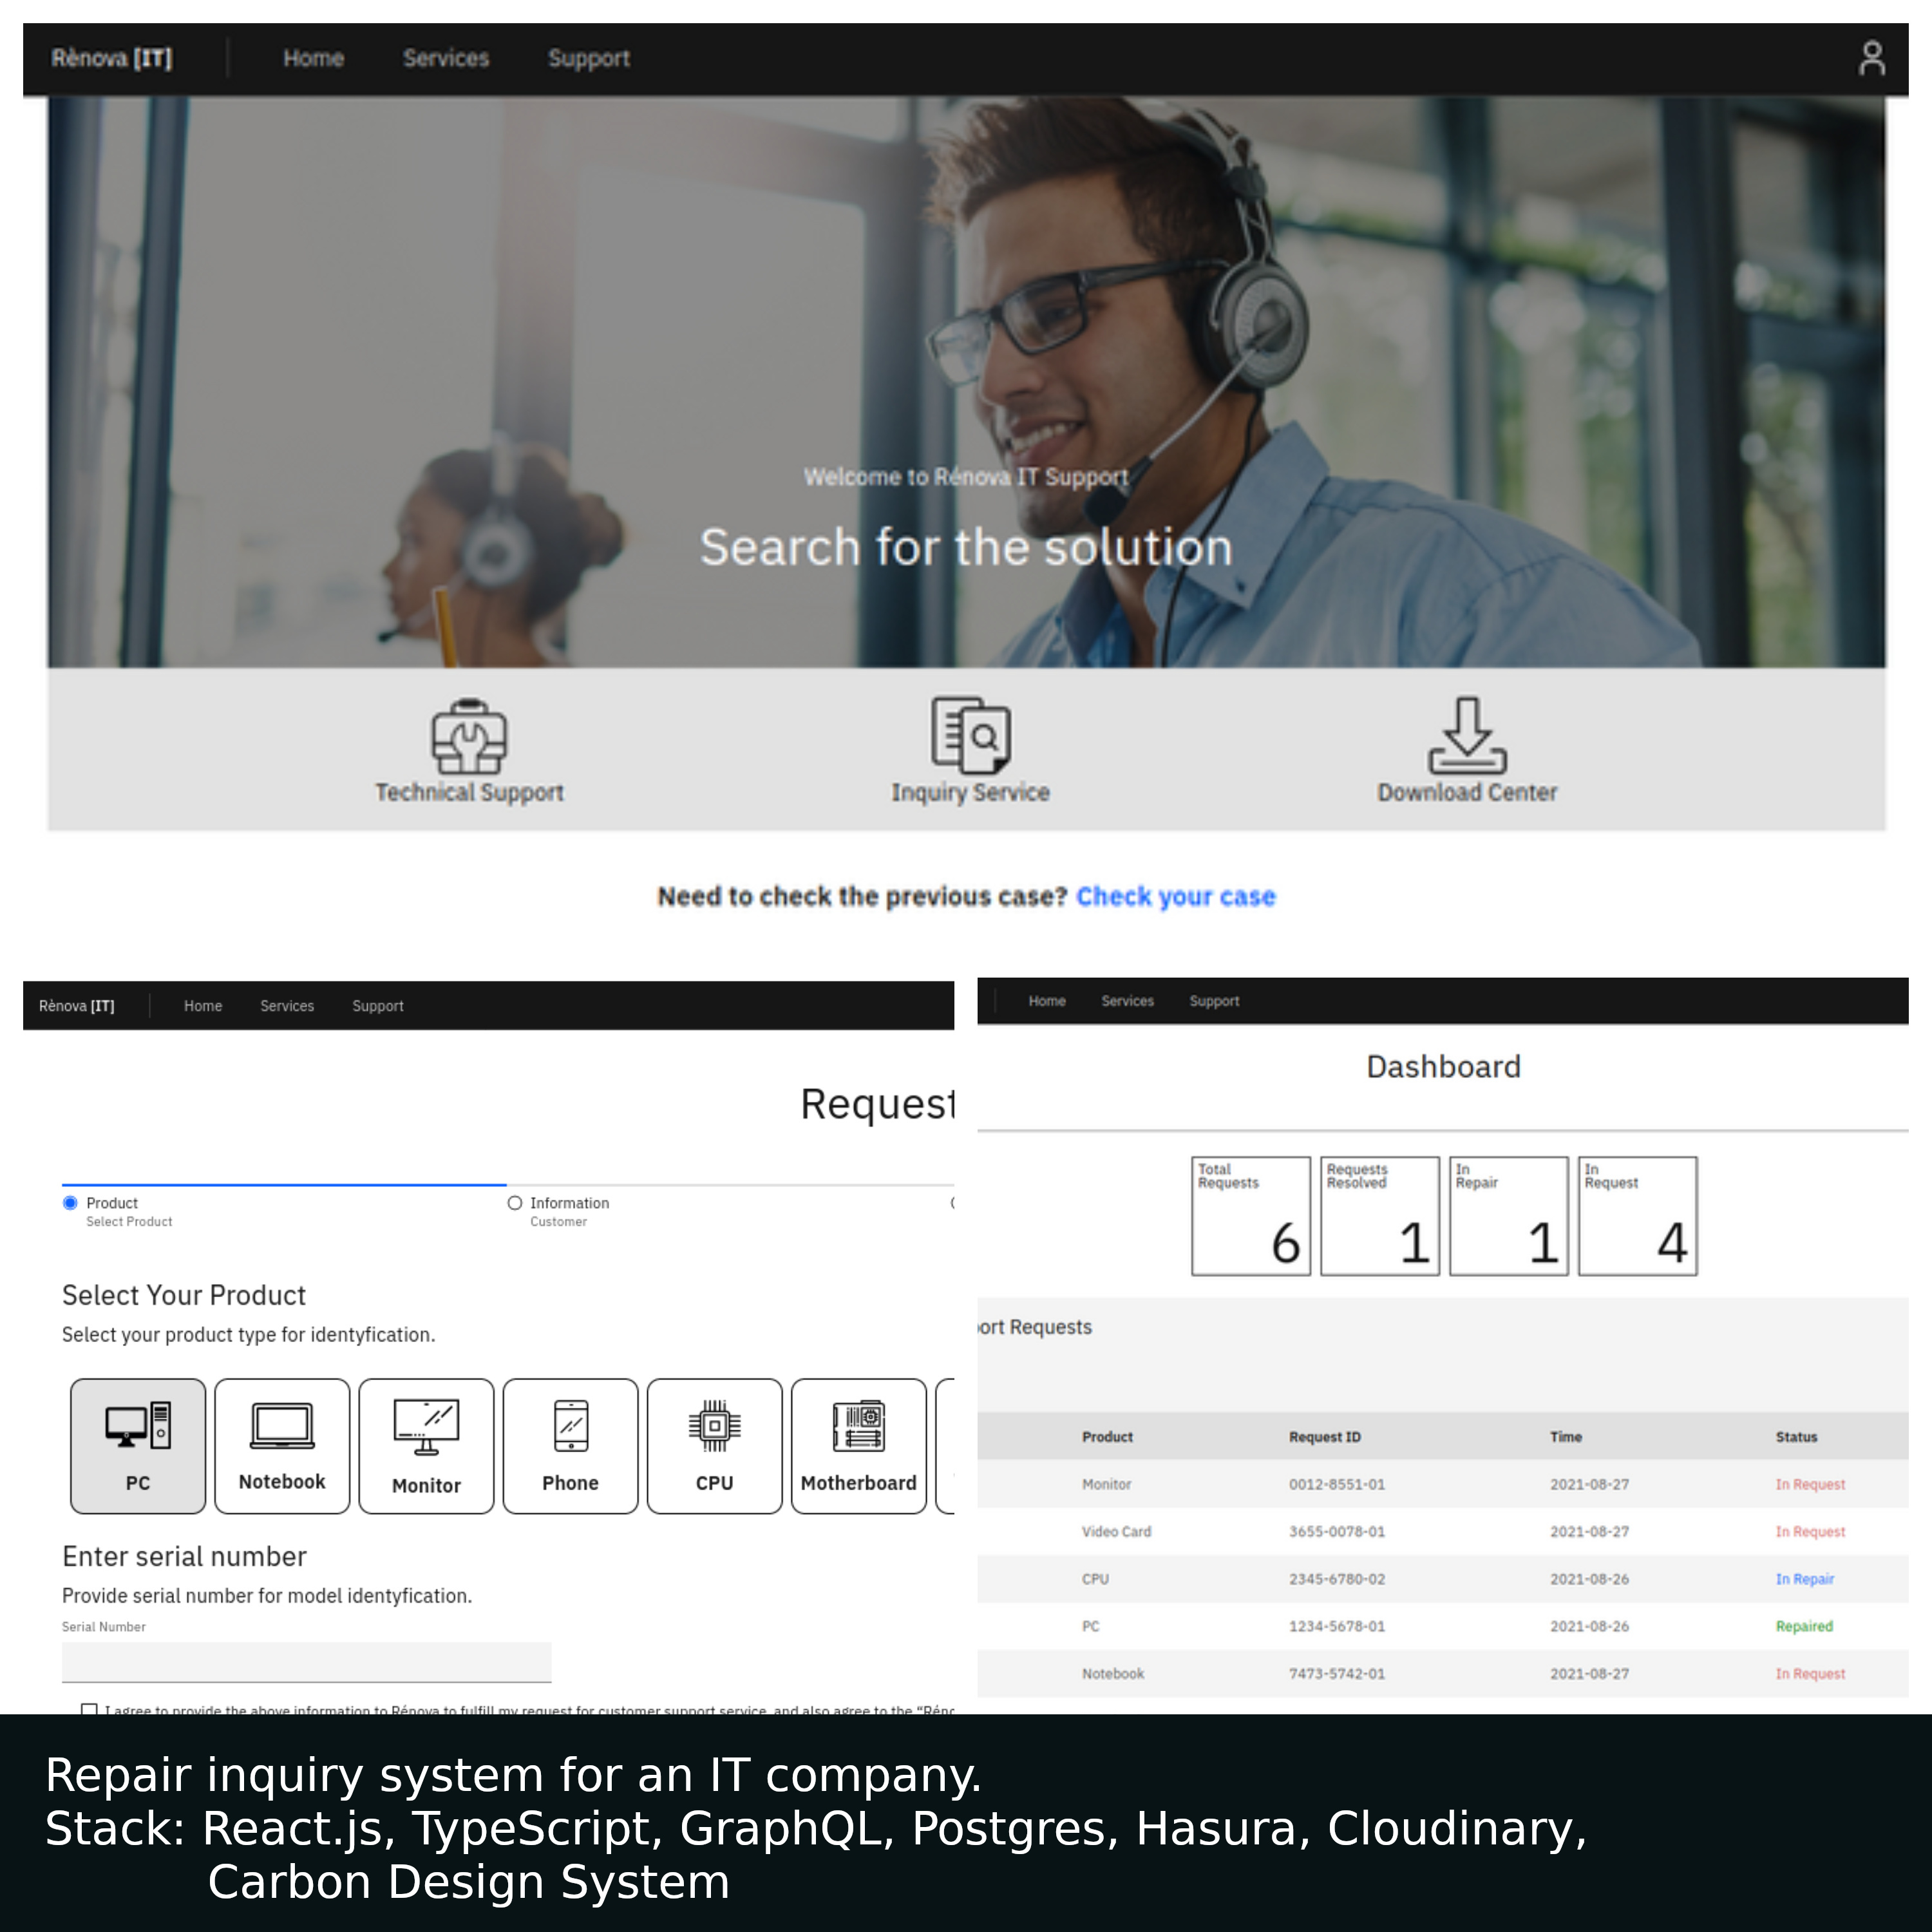 Rènova [IT]
Home
Services
Support
Welcome to Rénova IT Support
Search for the solution
Technical Support
Inquiry Service
Download Center
Need to check the previous case? Check your case
Rènova [IT]
Home
Services
Support
Request
Product
Select Product
Information
Customer
Select Your Product
Select your product type for identyfication.
PC
Notebook
Monitor
Phone
CPU
Motherboard
Enter serial number
Provide serial number for model identyfication.
Serial Number
I agree to provide the above information to Rénova to fulfill my request for customer support service, and also agree to the
Home
Services
Support
Dashboard
Total
Requests
6
Requests
Resolved
1
In
Repair
1
In
Request
4
ort Requests
Product Request ID Time Status
Monitor 0012-8551-01 2021-08-27 In Request
Video Card 3655-0078-01 2021-08-27 In Request
CPU 2345-6780-02 2021-08-26 In Repair
PC 1234-5678-01 2021-08-26 Repaired
Notebook 7473-5742-01 2021-08-27 In Request
Repair inquiry system for an IT company.
Stack: React.js, TypeScript, GraphQL, Postgres, Hasura, Cloudinary,
Carbon Design System